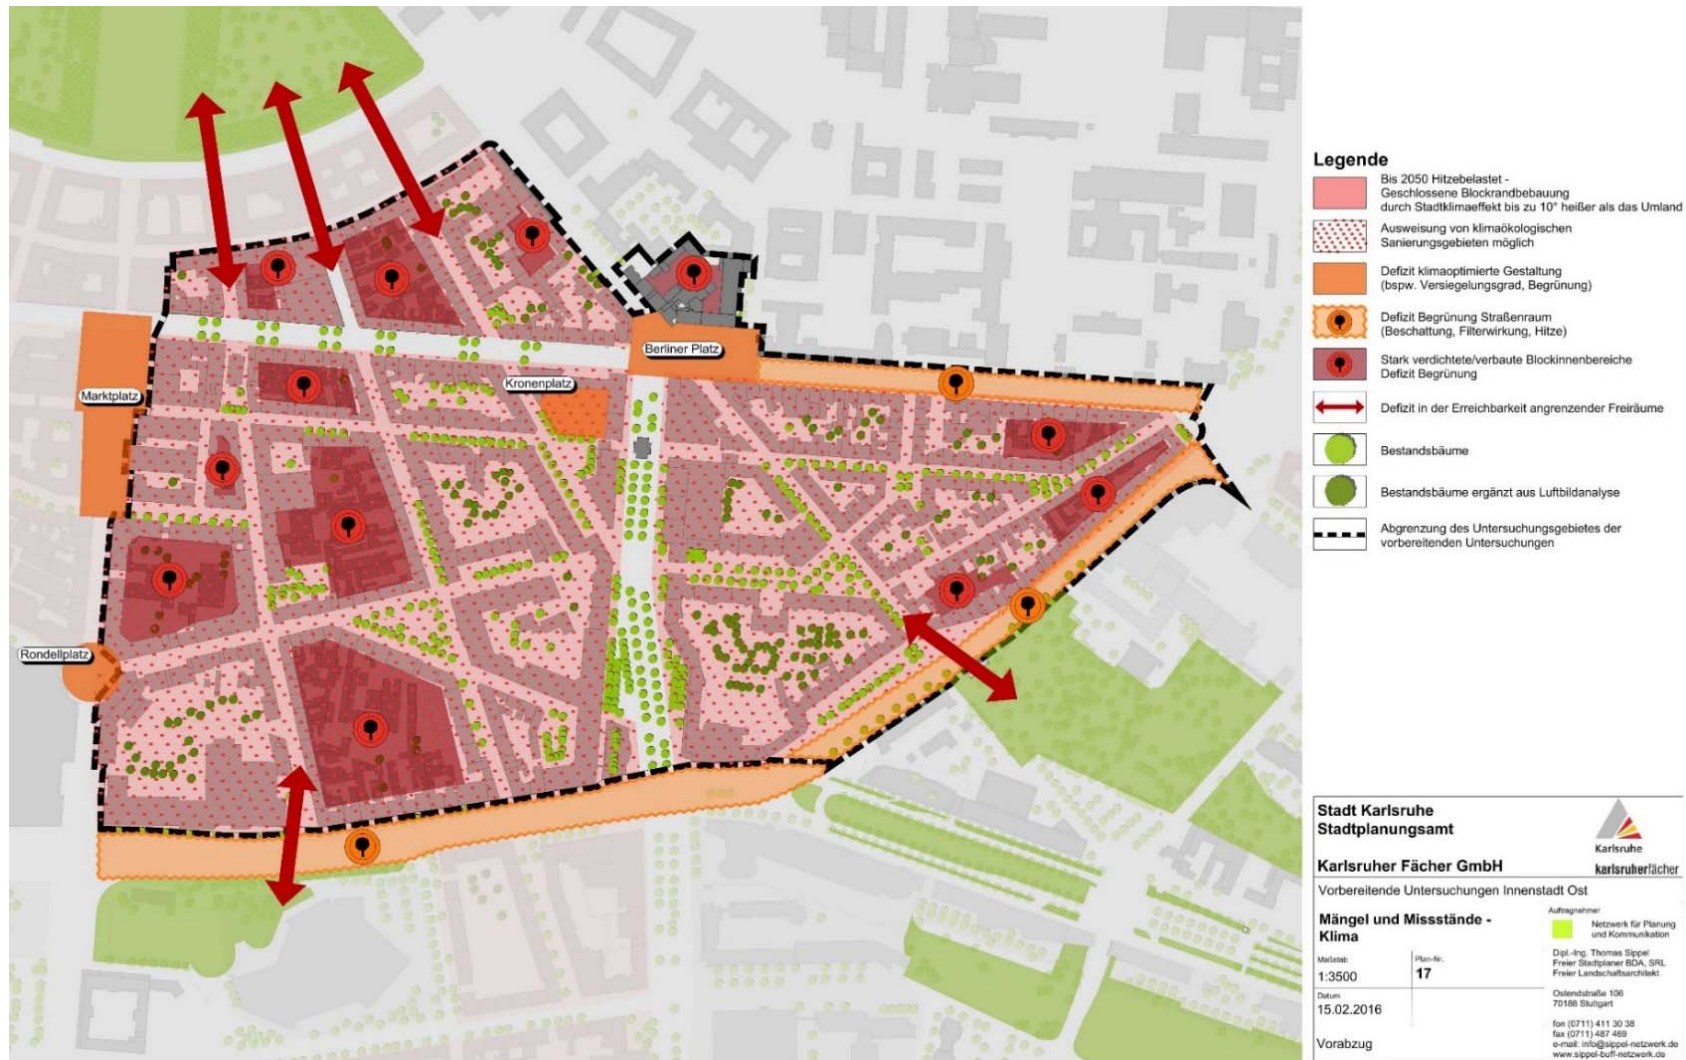 Marktplatz
Rondellplatz
Kronenplatz
Berliner Platz
Legende
Bis 2050 Hitzebelastet -
Geschlossene Blockrandbebauung
durch Stadtklimaeffekt bis zu 10° heißer als das Umland
Ausweisung von klimaökologischen
Sanierungsgebieten möglich
Defizit klimaoptimierte Gestaltung
(bspw. Versiegelungsgrad, Begrünung)
Defizit Begrünung Straßenraum
(Beschattung, Filterwirkung, Hitze)
Stark verdichtete/verbaute Blockinnenbereiche
Defizit Begrünung
Defizit in der Erreichbarkeit angrenzender Freiräume
Bestandsbäume
Bestandsbäume ergänzt aus Luftbildanalyse
Abgrenzung des Untersuchungsgebietes der
vorbereitenden Untersuchungen
Stadt Karlsruhe
Stadtplanungsamt
Karlsruhe
Karlsruher Fächer GmbH
karlsruherfächer
Vorbereitende Untersuchungen Innenstadt Ost
Mängel und Missstände -
Klima
Maßstab:
1:3500
Plan-Nr.
17
Datum
15.02.2016
Vorabzug
Auftragnehmer
Netzwerk für Planung
und Kommunikation
Dipl.-Ing. Thomas Sippel
Freier Stadtplaner BDA, SRL
Freier Landschaftsarchitekt
Ostendstraße 106
70188 Stuttgart
fon (0711) 411 30 38
fax (0711) 487 469
e-mail: info@sippel-netzwerk.de
www.sippel-buff-netzwerk.de